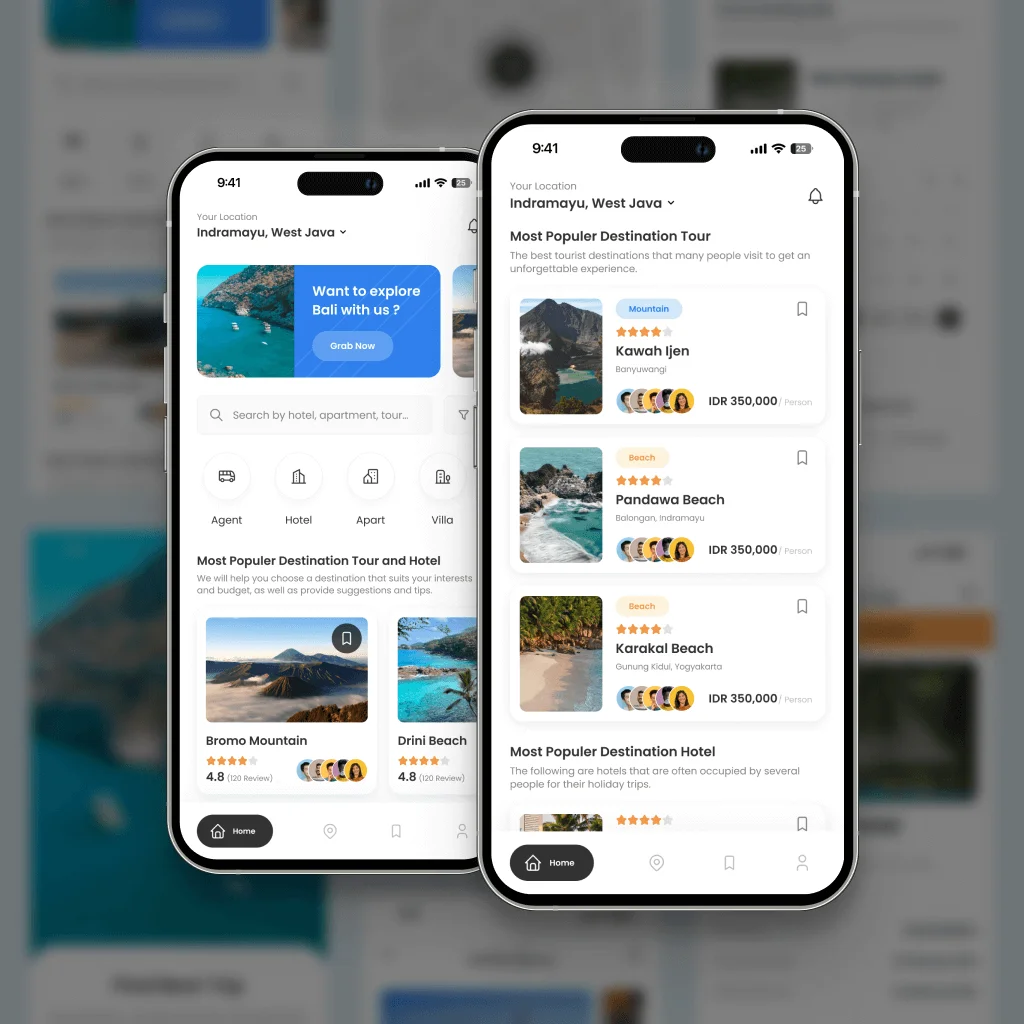 9:41
25
Your Location
Indramayu, West Java
Want to explore
Bali with us ?
Grab Now
Search by hotel, apartment, tour...
Agent
Hotel
Apart
Villa
Most Populer Destination Tour and Hotel
We will help you choose a destination that suits your interests
and budget, as well as provide suggestions and tips.
Bromo Mountain
4.8 (120 Review)
Drini Beach
4.8 (120 Review)
Home
9:41
25
Your Location
Indramayu, West Java
Most Populer Destination Tour
The best tourist destinations that many people visit to get an
unforgettable experience.
Mountain
Kawah Ijen
Banyuwangi
IDR 350,000 / Person
Beach
Pandawa Beach
Balongan, Indramayu
IDR 350,000 / Person
Beach
Karakal Beach
Gunung Kidul, Yogyakarta
IDR 350,000 / Person
Most Populer Destination Hotel
The following are hotels that are often occupied by several
people for their holiday trips.
Home